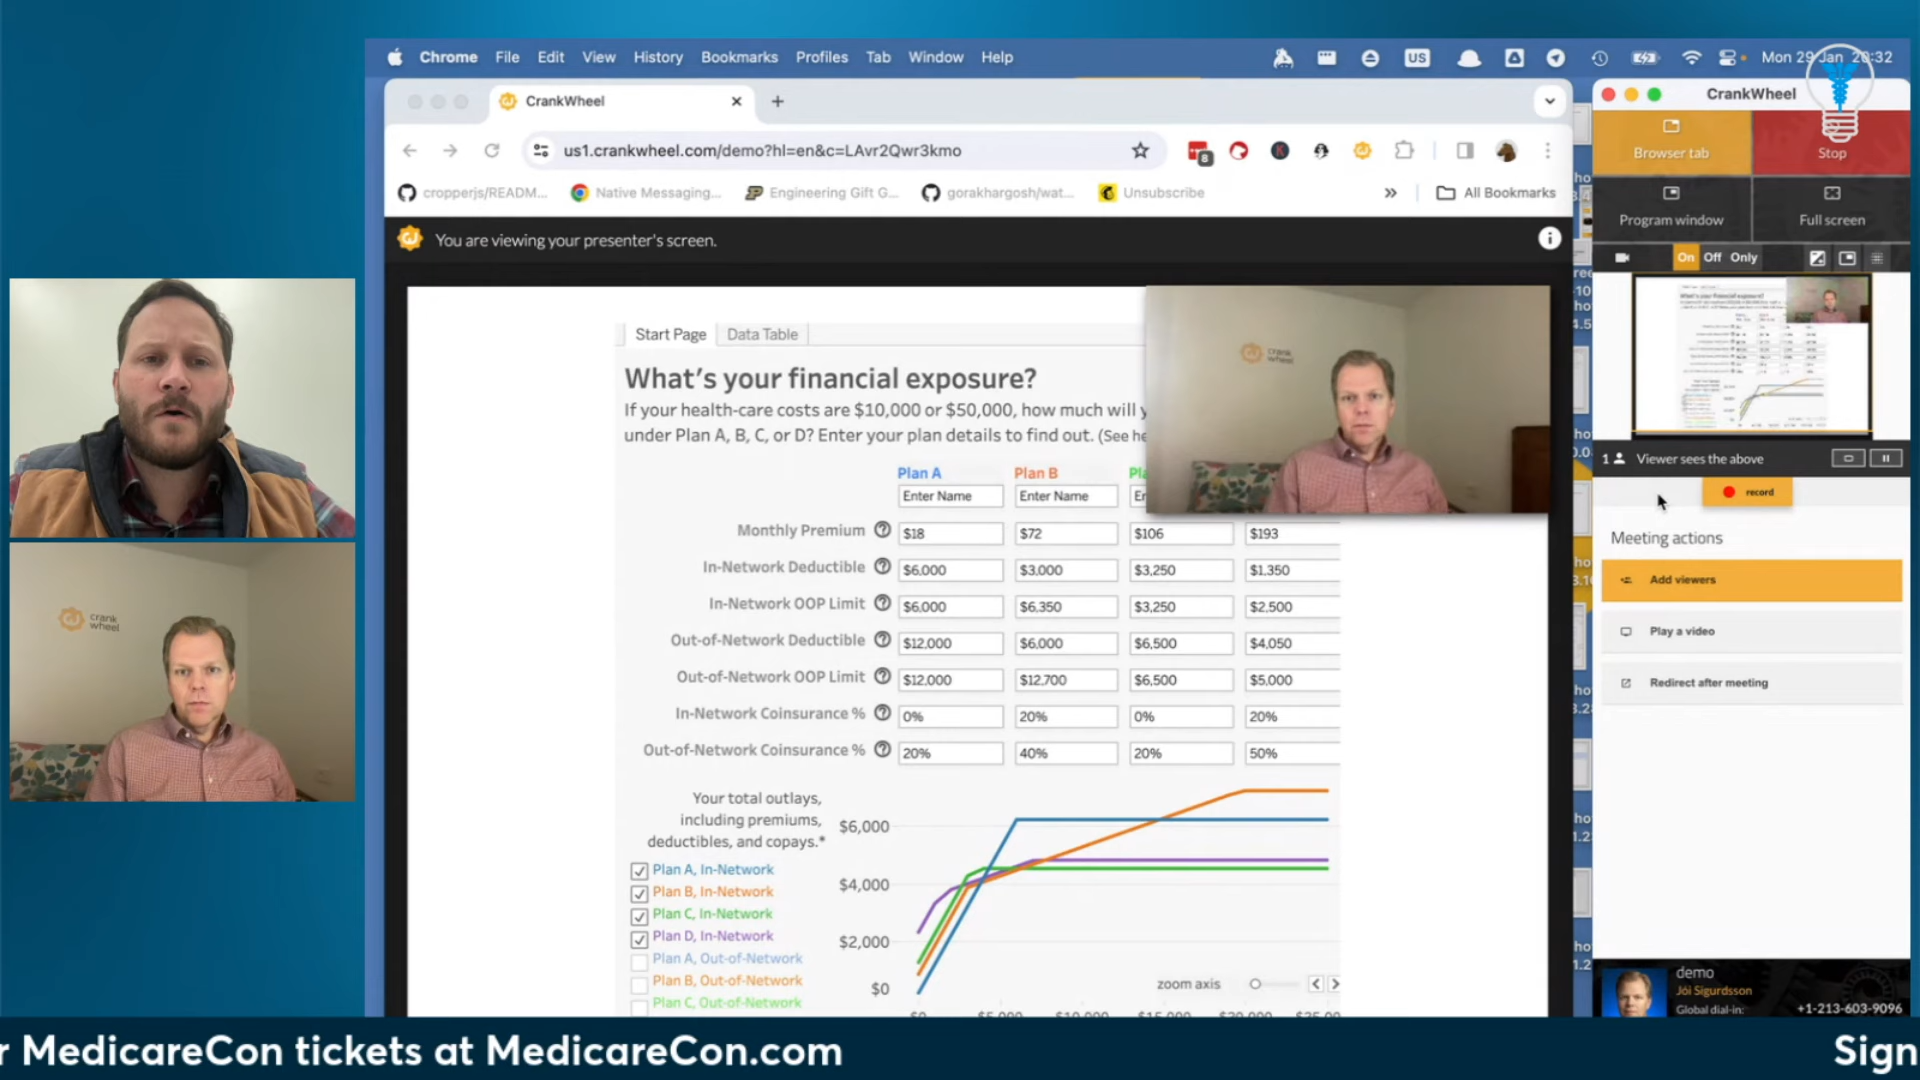 Chrome File Edit View History Bookmarks Profiles Tab Window Help
US
Mon 29 Jan 20:32
CrankWheel
us1.crankwheel.com/demo?hl=en&c=LAvr2Qwr3kmo
8
cropperjs/READM...
Native Messaging...
Engineering Gift G...
gorakhargosh/wat...
Unsubscribe
All Bookmarks
You are viewing your presenter's screen.
Start Page
Data Table
What's your financial exposure?
If your health-care costs are $10,000 or $50,000, how much will y
under Plan A, B, C, or D? Enter your plan details to find out. (See he
Plan A Plan B Pl
Enter Name Enter Name En
Monthly Premium $18 $72 $106 $193
In-Network Deductible $6,000 $3,000 $3,250 $1,350
In-Network OOP Limit $6,000 $6,350 $3,250 $2,500
Out-of-Network Deductible $12,000 $6,000 $6,500 $4,050
Out-of-Network OOP Limit $12,000 $12,700 $6,500 $5,000
In-Network Coinsurance % 0% 20% 0% 20%
Out-of-Network Coinsurance % 20% 40% 20% 50%
Your total outlays,
including premiums,
deductibles, and copays.*
Plan A, In-Network
Plan B, In-Network
Plan C, In-Network
Plan D, In-Network
Plan A, Out-of-Network
Plan B, Out-of-Network
Plan C, Out-of-Network
$6,000
$4,000
$2,000
$0
zoom axis
crank
wheel
crank
wheel
CrankWheel
Browser tab
Stop
Program window
Full screen
On Off Only
1 Viewer sees the above
record
Meeting actions
Add viewers
Play a video
Redirect after meeting
demo
Jói Sigurdsson
Global dial-in:
+1-213-603-9096
r MedicareCon tickets at MedicareCon.com
Sign